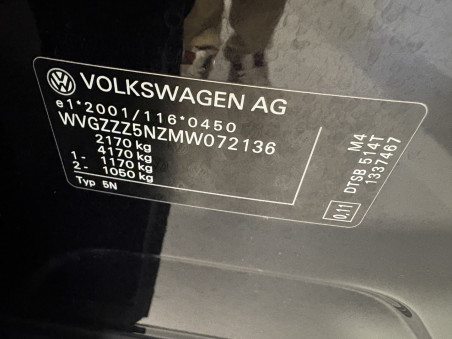 VOLKSWAGEN AG
e1*2001/116*0450
WVGZZZ5NZMW072136
2170 kg
4170 kg
1- 1170 kg
2- 1050 kg
Typ 5N
M4
DTSB 514T
1337467
0,11